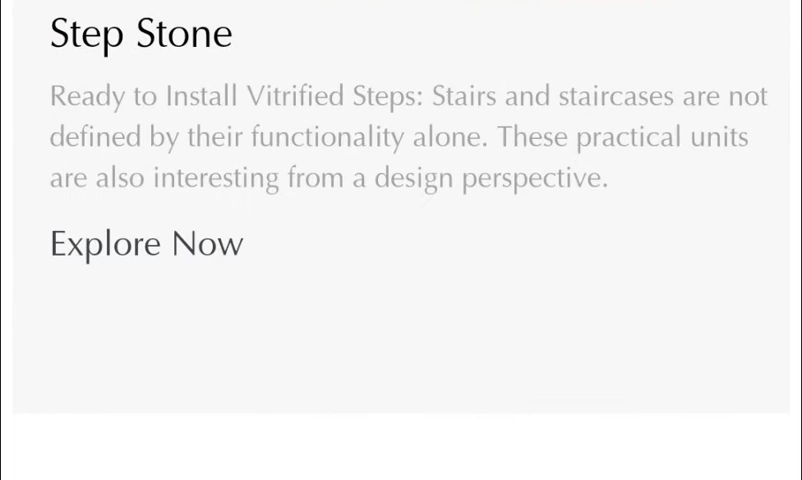 Step Stone
Ready to Install Vitrified Steps: Stairs and staircases are not
defined by their functionality alone. These practical units
are also interesting from a design perspective.
Explore Now